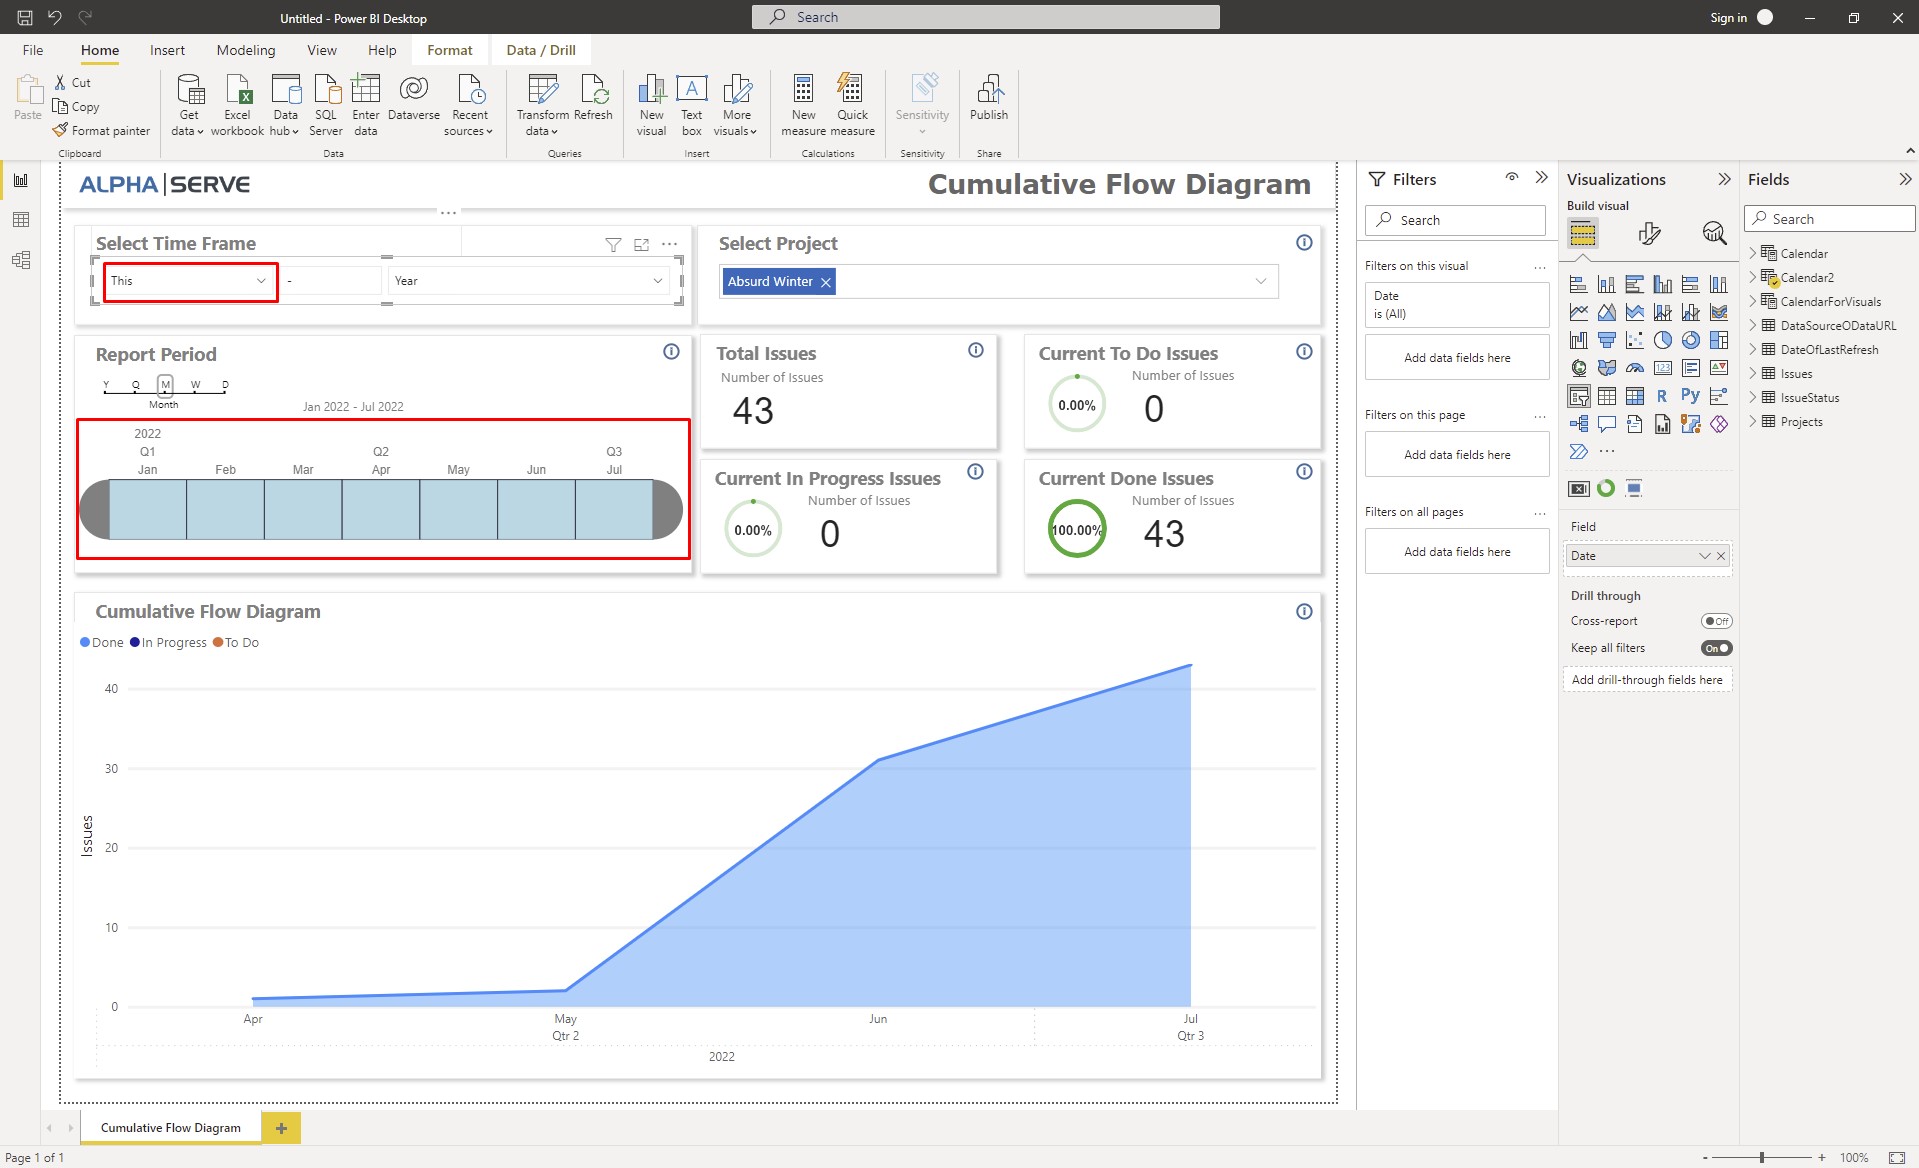 Untitled - Power BI Desktop
Search
Sign in
File
Home
Insert
Modeling
View
Help
Format
Data / Drill
Paste
Cut
Copy
Format painter
Clipboard
Get data
Excel workbook
Data hub
SQL Server
Enter data
Dataverse
Recent sources
Data
Transform data
Refresh
Queries
New visual
A
Text box
More visuals
Insert
New measure
Quick measure
Calculations
Sensitivity
Sensitivity
Publish
Share
ALPHA|SERVE
Cumulative Flow Diagram
Select Time Frame
This
-
Year
Select Project
Absurd Winter
Report Period
Y Q M W D
Month
Jan 2022 - Jul 2022
2022
Q1 Q2 Q3
Jan Feb Mar Apr May Jun Jul
Total Issues
Number of Issues
43
Current To Do Issues
Number of Issues
0.00%
0
Current In Progress Issues
Number of Issues
0.00%
0
Current Done Issues
Number of Issues
100.00%
43
Cumulative Flow Diagram
Done In Progress To Do
40
30
20
10
0
Issues
Apr May Jun Jul
Qtr 2 Qtr 3
2022
Filters
Search
Filters on this visual
...
Date
is (All)
Add data fields here
Filters on this page
...
Add data fields here
Filters on all pages
...
Add data fields here
Visualizations
Build visual
123
R
Py
...
Field
Date
Drill through
Cross-report
Off
Keep all filters
On
Add drill-through fields here
Fields
Search
Calendar
Calendar2
CalendarForVisuals
DataSourceODataURL
DateOfLastRefresh
Issues
IssueStatus
Projects
Cumulative Flow Diagram
+
Page 1 of 1
- + 100%